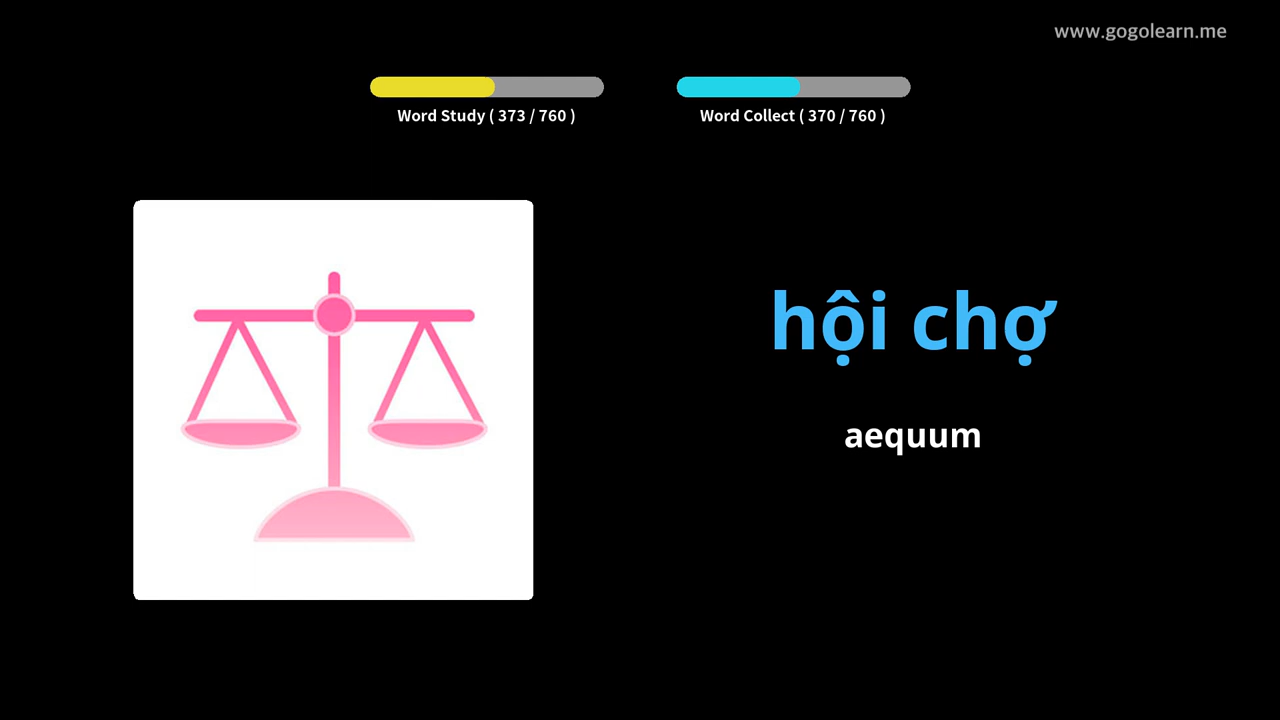 www.gogolearn.me
Word Study ( 373 / 760 )
Word Collect ( 370 / 760 )
hội chợ
aequum